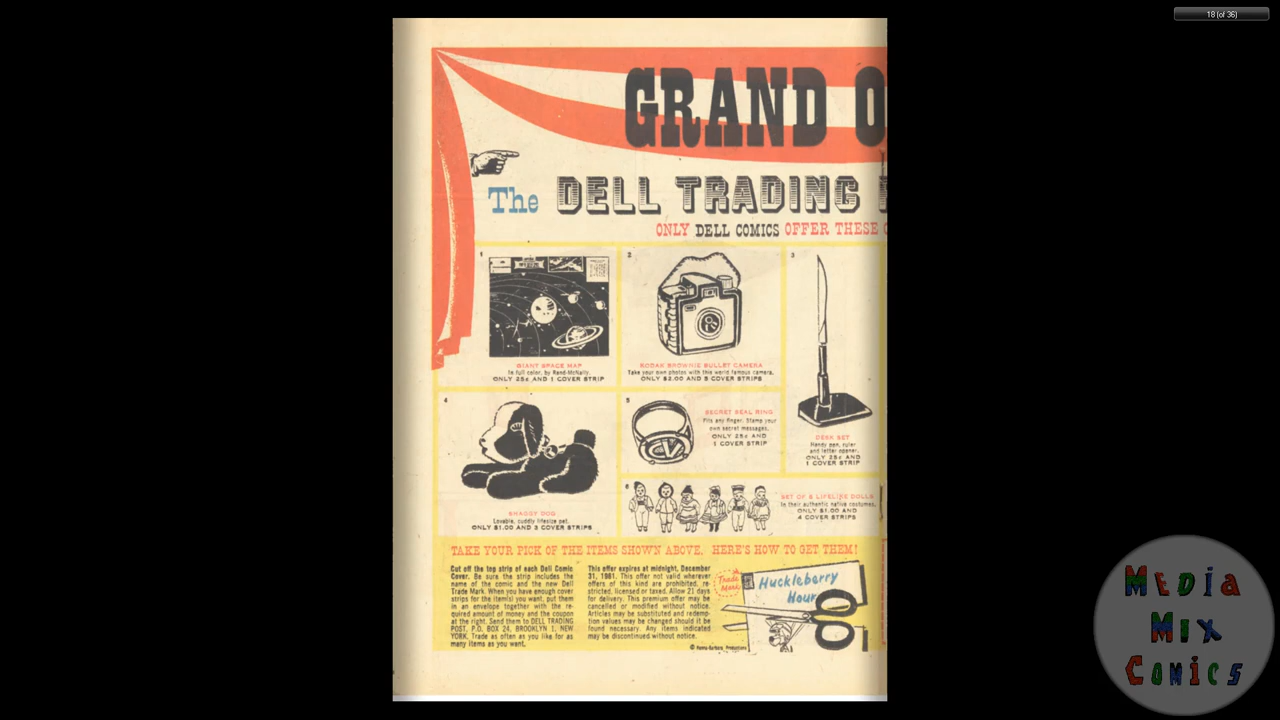 18 (of 36)
GRAND O
The DELL TRADING
ONLY DELL COMICS OFFER THESE
1
2
3
GIANT SPACE MAP
In full color, by Rand-McNally.
ONLY 25¢ AND 1 COVER STRIP
KODAK BROWNIE BULLET CAMERA
Take your own photos with this world famous camera.
ONLY $2.00 AND 5 COVER STRIPS
DESK SET
Handy pen, ruler
and letter opener.
ONLY 25¢ AND
1 COVER STRIP
4
SHAGGY DOG
Lovable, cuddly lifesize pet.
ONLY $1.00 AND 3 COVER STRIPS
5
SECRET SEAL RING
Fits any finger. Stamp your
own secret messages.
ONLY 25¢ AND
1 COVER STRIP
6
SET OF 6 LIFELIKE DOLLS
In their authentic native costumes.
ONLY $1.00 AND
4 COVER STRIPS
TAKE YOUR PICK OF THE ITEMS SHOWN ABOVE. HERE'S HOW TO GET THEM!
Cut off the top strip of each Dell Comic
Cover. Be sure the strip includes the
name of the comic and the new Dell
Trade Mark. When you have enough cover
strips for the item(s) you want, put them
in an envelope together with the re-
quired amount of money and the coupon
at the right. Send them to DELL TRADING
POST, P.O. BOX 24, BROOKLYN 1, NEW
YORK. Trade as often as you like for as
many items as you want.
This offer expires at midnight, December
31, 1961. This offer not valid wherever
offers of this kind are prohibited, re-
stricted, licensed or taxed. Allow 21 days
for delivery. This premium offer may be
cancelled or modified without notice.
Articles may be substituted and redemp-
tion values may be changed should it be
found necessary. Any items indicated
may be discontinued without notice.
Trade
Mark
Huckleberry
Hour
© Hanna-Barbera Productions
MEDIA
MIX
COMICS